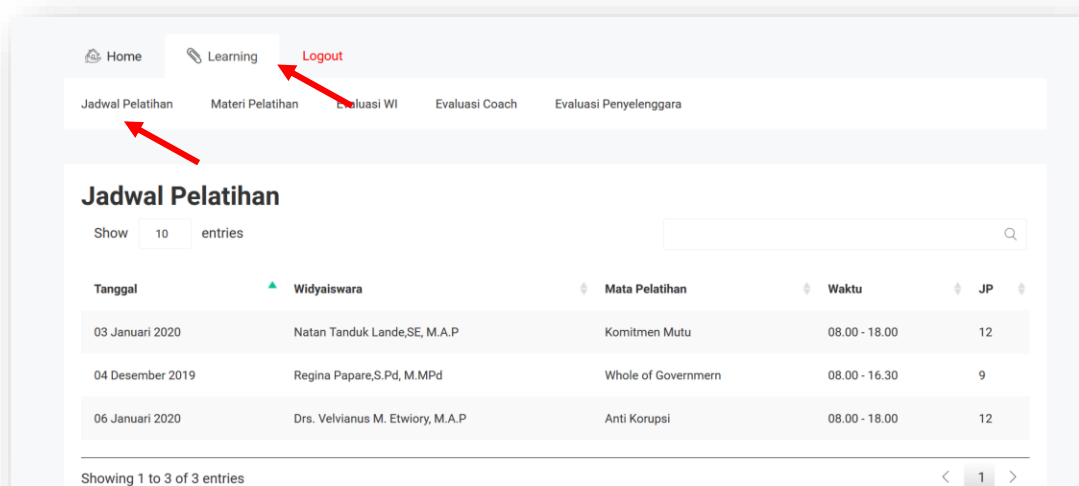 Home Learning Logout
Jadwal Pelatihan Materi Pelatihan Evaluasi WI Evaluasi Coach Evaluasi Penyelenggara
Jadwal Pelatihan
Show 10 entries
Tanggal Widyaiswara Mata Pelatihan Waktu JP
03 Januari 2020 Natan Tanduk Lande,SE, M.A.P Komitmen Mutu 08.00 - 18.00 12
04 Desember 2019 Regina Papare,S.Pd, M.MPd Whole of Governmern 08.00 - 16.30 9
06 Januari 2020 Drs. Velvianus M. Etwiory, M.A.P Anti Korupsi 08.00 - 18.00 12
Showing 1 to 3 of 3 entries 1